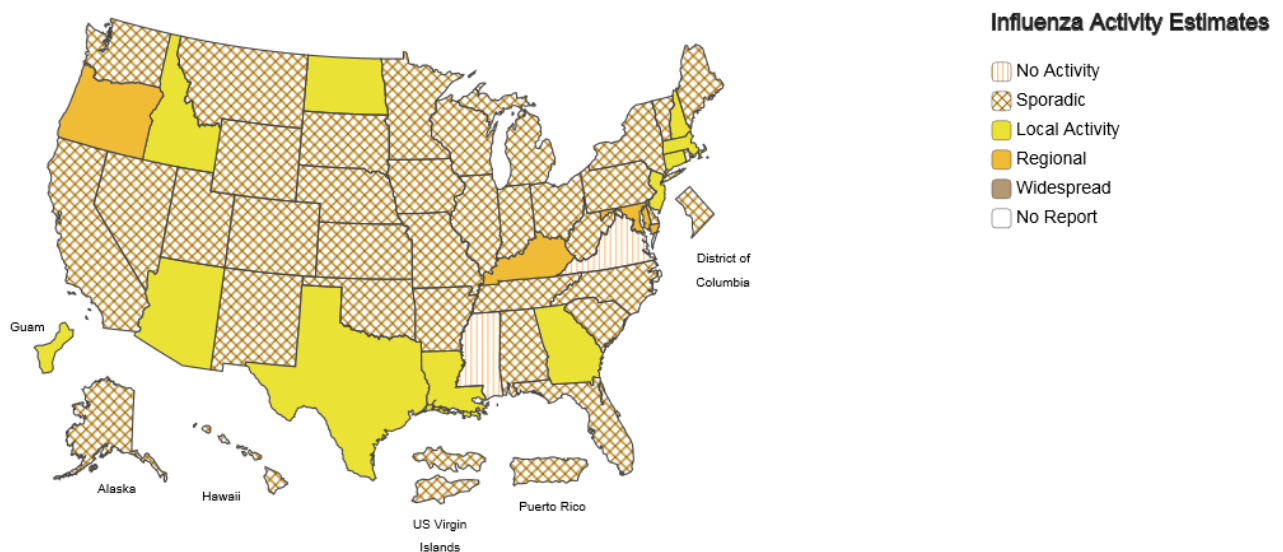 Influenza Activity Estimates
No Activity
Sporadic
Local Activity
Regional
Widespread
No Report
District of
Columbia
Guam
Alaska
Hawaii
US Virgin
Islands
Puerto Rico